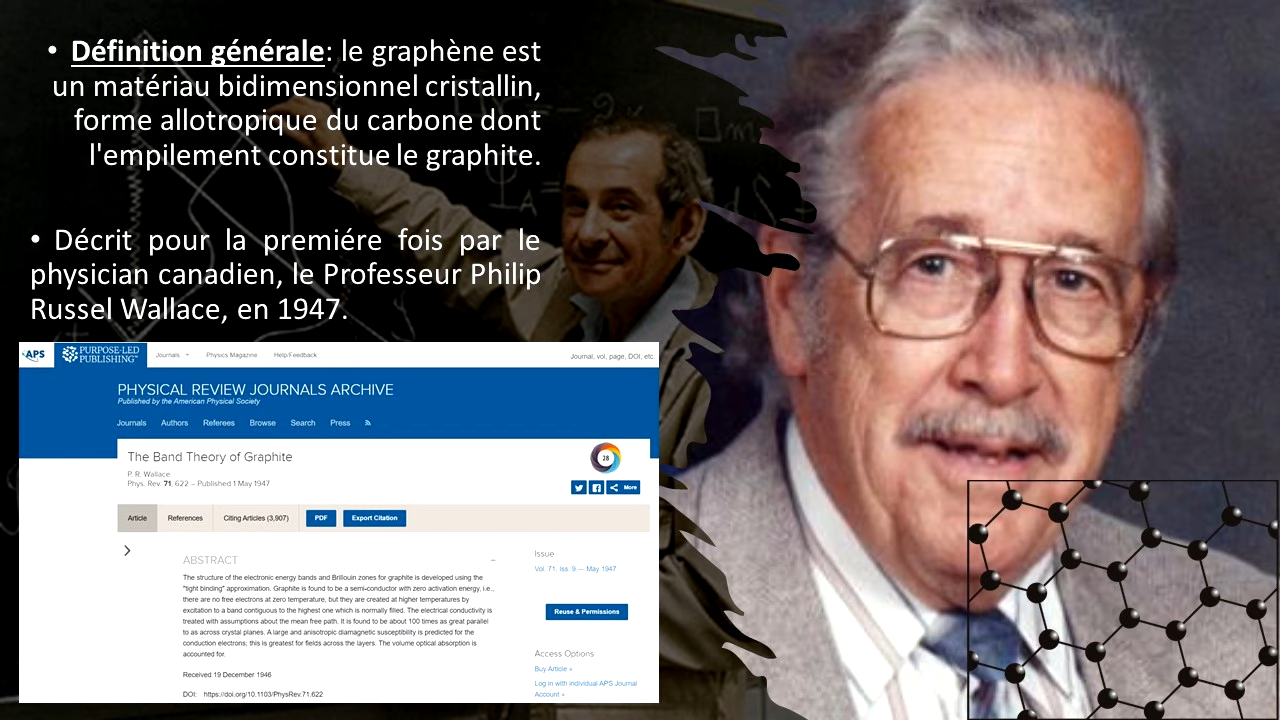 • Définition générale: le graphène est
un matériau bidimensionnel cristallin,
forme allotropique du carbone dont
l'empilement constitue le graphite.
• Décrit pour la premiére fois par le
physician canadien, le Professeur Philip
Russel Wallace, en 1947.
APS
PURPOSE-LED
PUBLISHING™
Journals
Physics Magazine
Help/Feedback
Journal, vol, page, DOI, etc.
PHYSICAL REVIEW JOURNALS ARCHIVE
Published by the American Physical Society
Journals Authors Referees Browse Search Press
The Band Theory of Graphite
28
P. R. Wallace
Phys. Rev. 71, 622 – Published 1 May 1947
More
Article References Citing Articles (3,907) PDF Export Citation
ABSTRACT
The structure of the electronic energy bands and Brillouin zones for graphite is developed using the
"tight binding" approximation. Graphite is found to be a semi-conductor with zero activation energy, i.e.,
there are no free electrons at zero temperature, but they are created at higher temperatures by
excitation to a band contiguous to the highest one which is normally filled. The electrical conductivity is
treated with assumptions about the mean free path. It is found to be about 100 times as great parallel
to as across crystal planes. A large and anisotropic diamagnetic susceptibility is predicted for the
conduction electrons; this is greatest for fields across the layers. The volume optical absorption is
accounted for.
Received 19 December 1946
DOI: https://doi.org/10.1103/PhysRev.71.622
Issue
Vol. 71, Iss. 9 — May 1947
Reuse & Permissions
Access Options
Buy Article »
Log in with individual APS Journal
Account »